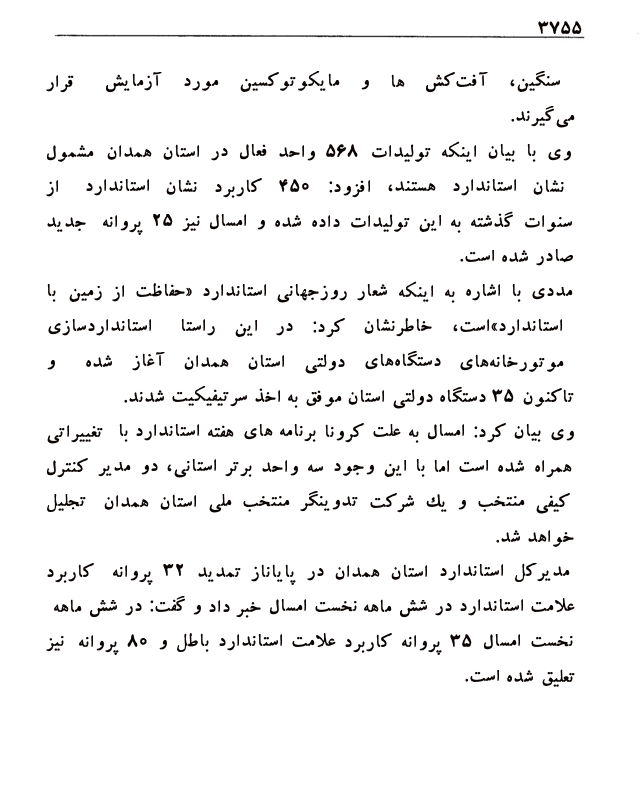 ۳۷۵۵
سنگین، آفت‌کش ها و مایکوتوکسین مورد آزمایش قرار
می‌گیرند.
وی با بیان اینکه تولیدات ۵۶۸ واحد فعال در استان همدان مشمول
نشان استاندارد هستند، افزود: ۴۵۰ کاربرد نشان استاندارد از
سنوات گذشته به این تولیدات داده شده و امسال نیز ۲۵ پروانه جدید
صادر شده است.
مددی با اشاره به اینکه شعار روزجهانی استاندارد «حفاظت از زمین با
استاندارد»است، خاطرنشان کرد: در این راستا استانداردسازی
موتورخانه‌های دستگاه‌های دولتی استان همدان آغاز شده و
تاکنون ۳۵ دستگاه دولتی استان موفق به اخذ سرتیفیکیت شدند.
وی بیان کرد: امسال به علت کرونا برنامه های هفته استاندارد با تغییراتی
همراه شده است اما با این وجود سه واحد برتر استانی، دو مدیر کنترل
کیفی منتخب و یك شرکت تدوینگر منتخب ملی استان همدان تجلیل
خواهد شد.
مدیرکل استاندارد استان همدان در پایاناز تمدید ۳۲ پروانه کاربرد
علامت استاندارد در شش ماهه نخست امسال خبر داد و گفت: در شش ماهه
نخست امسال ۳۵ پروانه کاربرد علامت استاندارد باطل و ۸۰ پروانه نیز
تعلیق شده است.